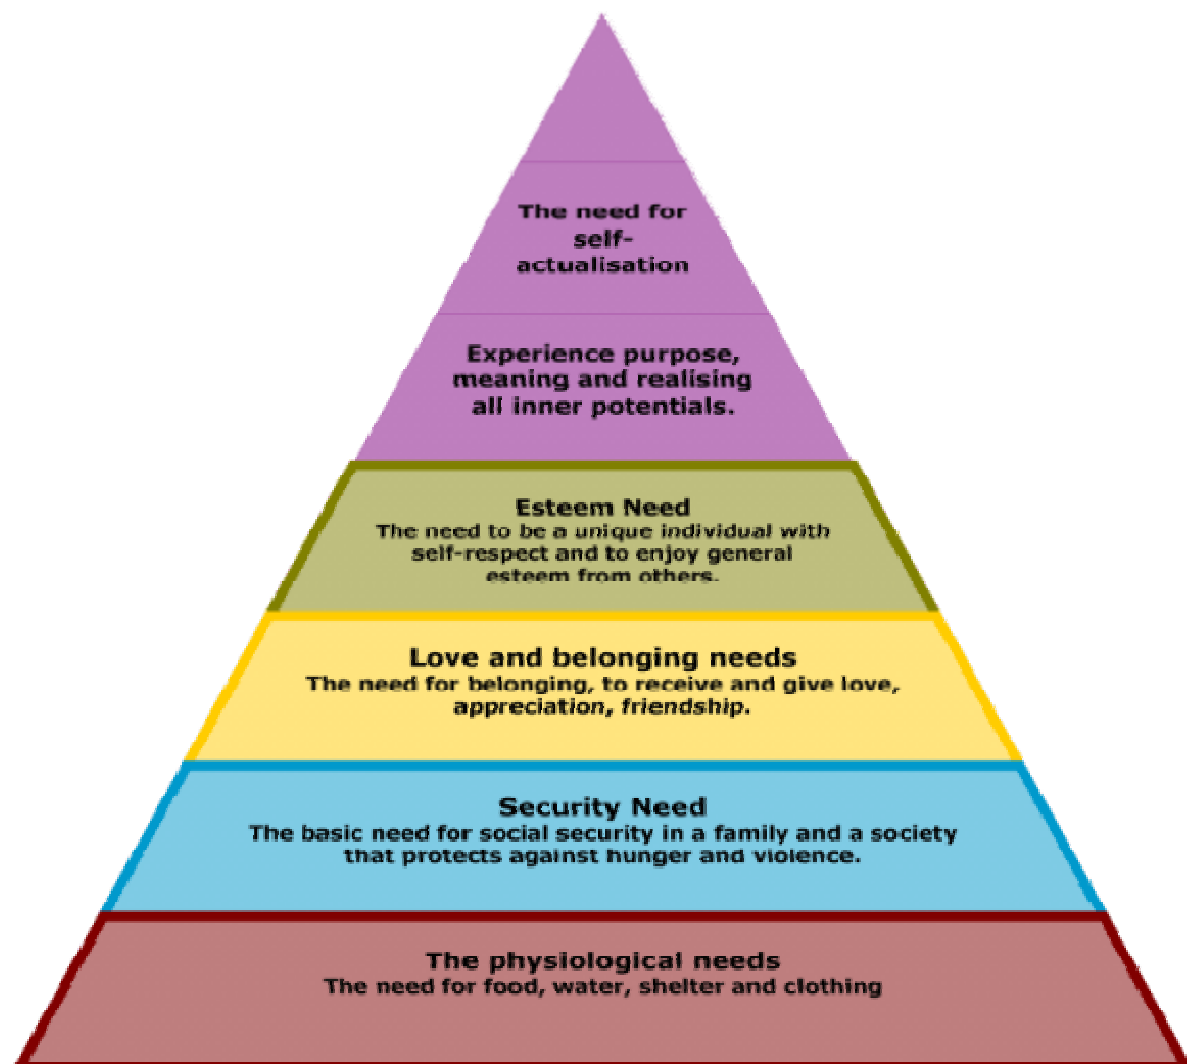 The need for
self-
actualisation
Experience purpose,
meaning and realising
all inner potentials.
Esteem Need
The need to be a unique individual with
self-respect and to enjoy general
esteem from others.
Love and belonging needs
The need for belonging, to receive and give love,
appreciation, friendship.
Security Need
The basic need for social security in a family and a society
that protects against hunger and violence.
The physiological needs
The need for food, water, shelter and clothing